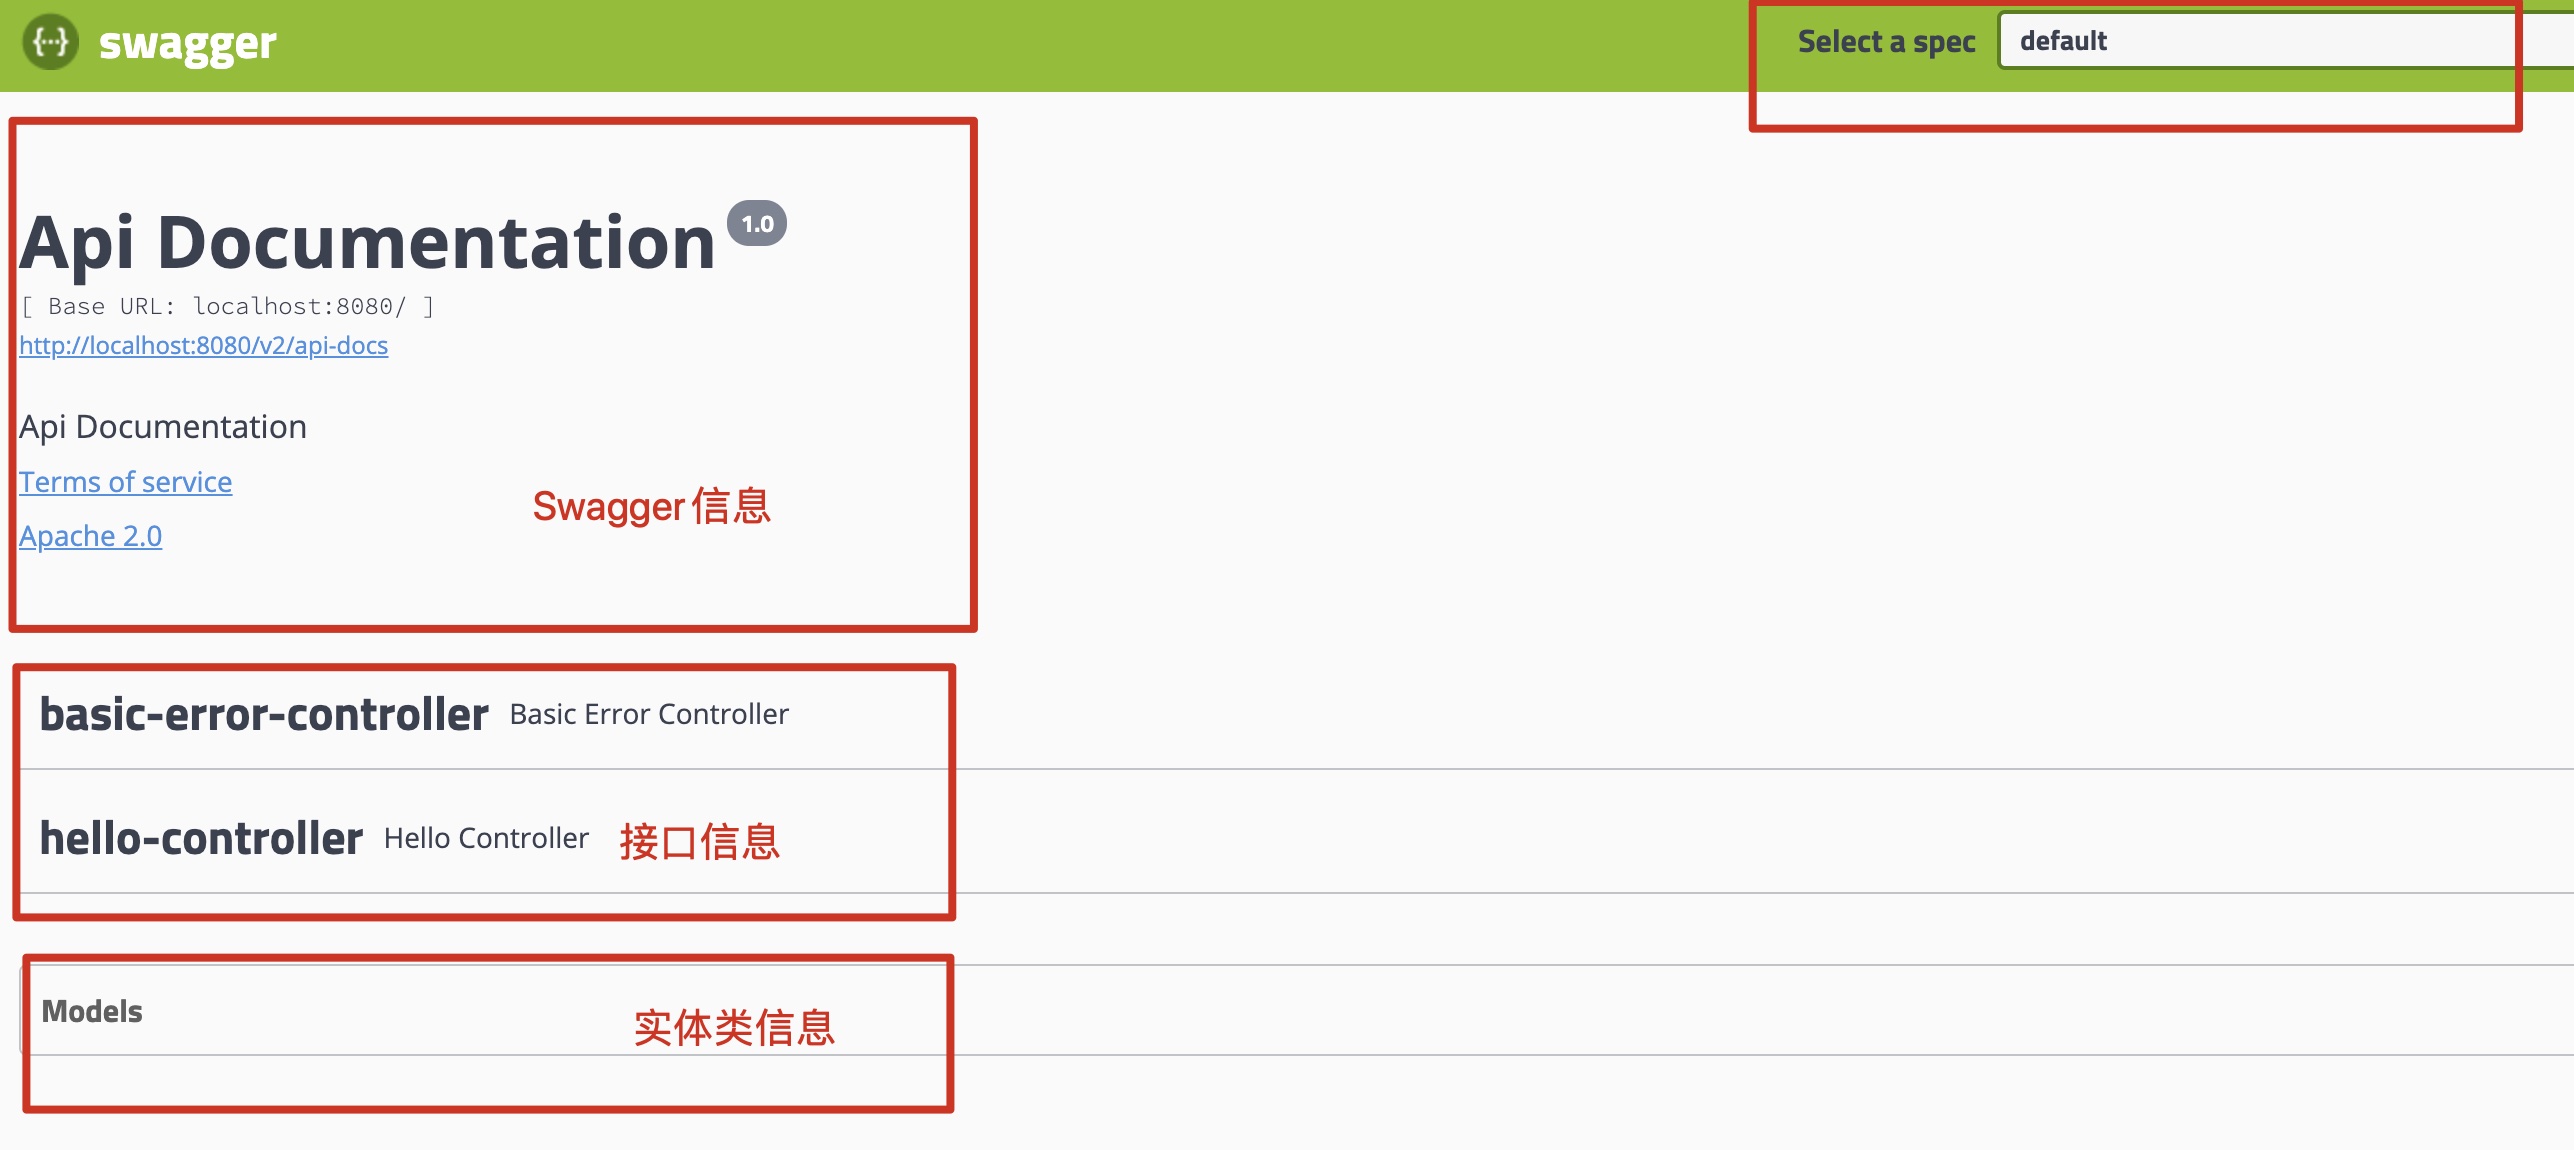 {···} swagger
Select a spec default
Api Documentation 1.0
[ Base URL: localhost:8080/ ]
http://localhost:8080/v2/api-docs
Api Documentation
Terms of service
Swagger信息
Apache 2.0
basic-error-controller Basic Error Controller
hello-controller Hello Controller 接口信息
Models
实体类信息